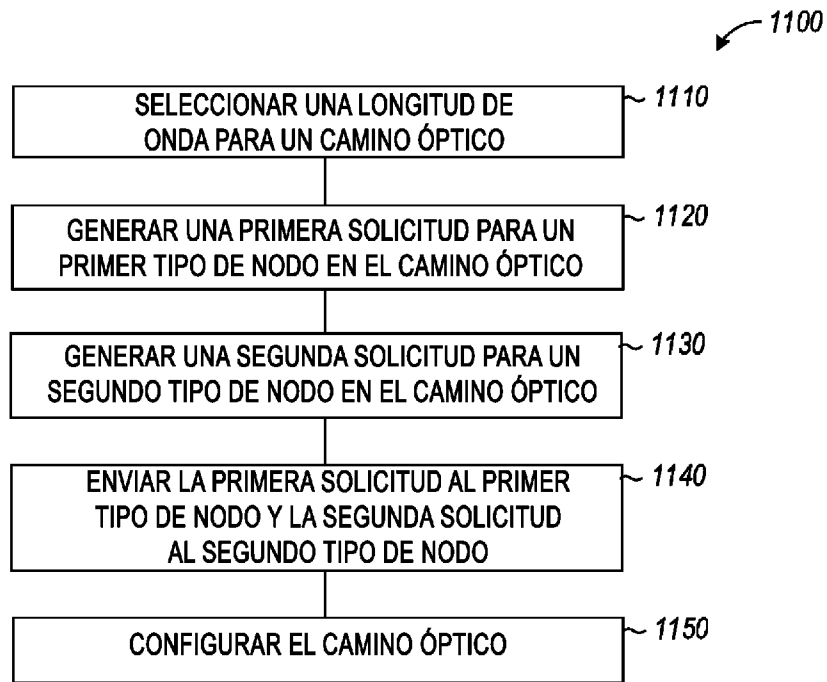 1100
SELECCIONAR UNA LONGITUD DE
ONDA PARA UN CAMINO ÓPTICO
1110
GENERAR UNA PRIMERA SOLICITUD PARA UN
PRIMER TIPO DE NODO EN EL CAMINO ÓPTICO
1120
GENERAR UNA SEGUNDA SOLICITUD PARA UN
SEGUNDO TIPO DE NODO EN EL CAMINO ÓPTICO
1130
ENVIAR LA PRIMERA SOLICITUD AL PRIMER
TIPO DE NODO Y LA SEGUNDA SOLICITUD
AL SEGUNDO TIPO DE NODO
1140
CONFIGURAR EL CAMINO ÓPTICO
1150